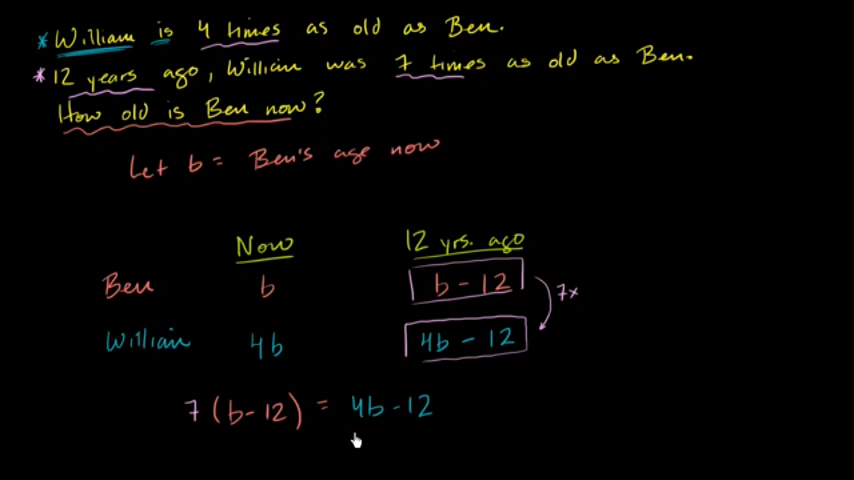 *William is 4 times as old as Ben.
*12 years ago, William was 7 times as old as Ben.
How old is Ben now?
Let b = Ben's age now
Now 12 yrs. ago
Ben b b - 12 7x
William 4b 4b - 12
7(b-12) = 4b-12